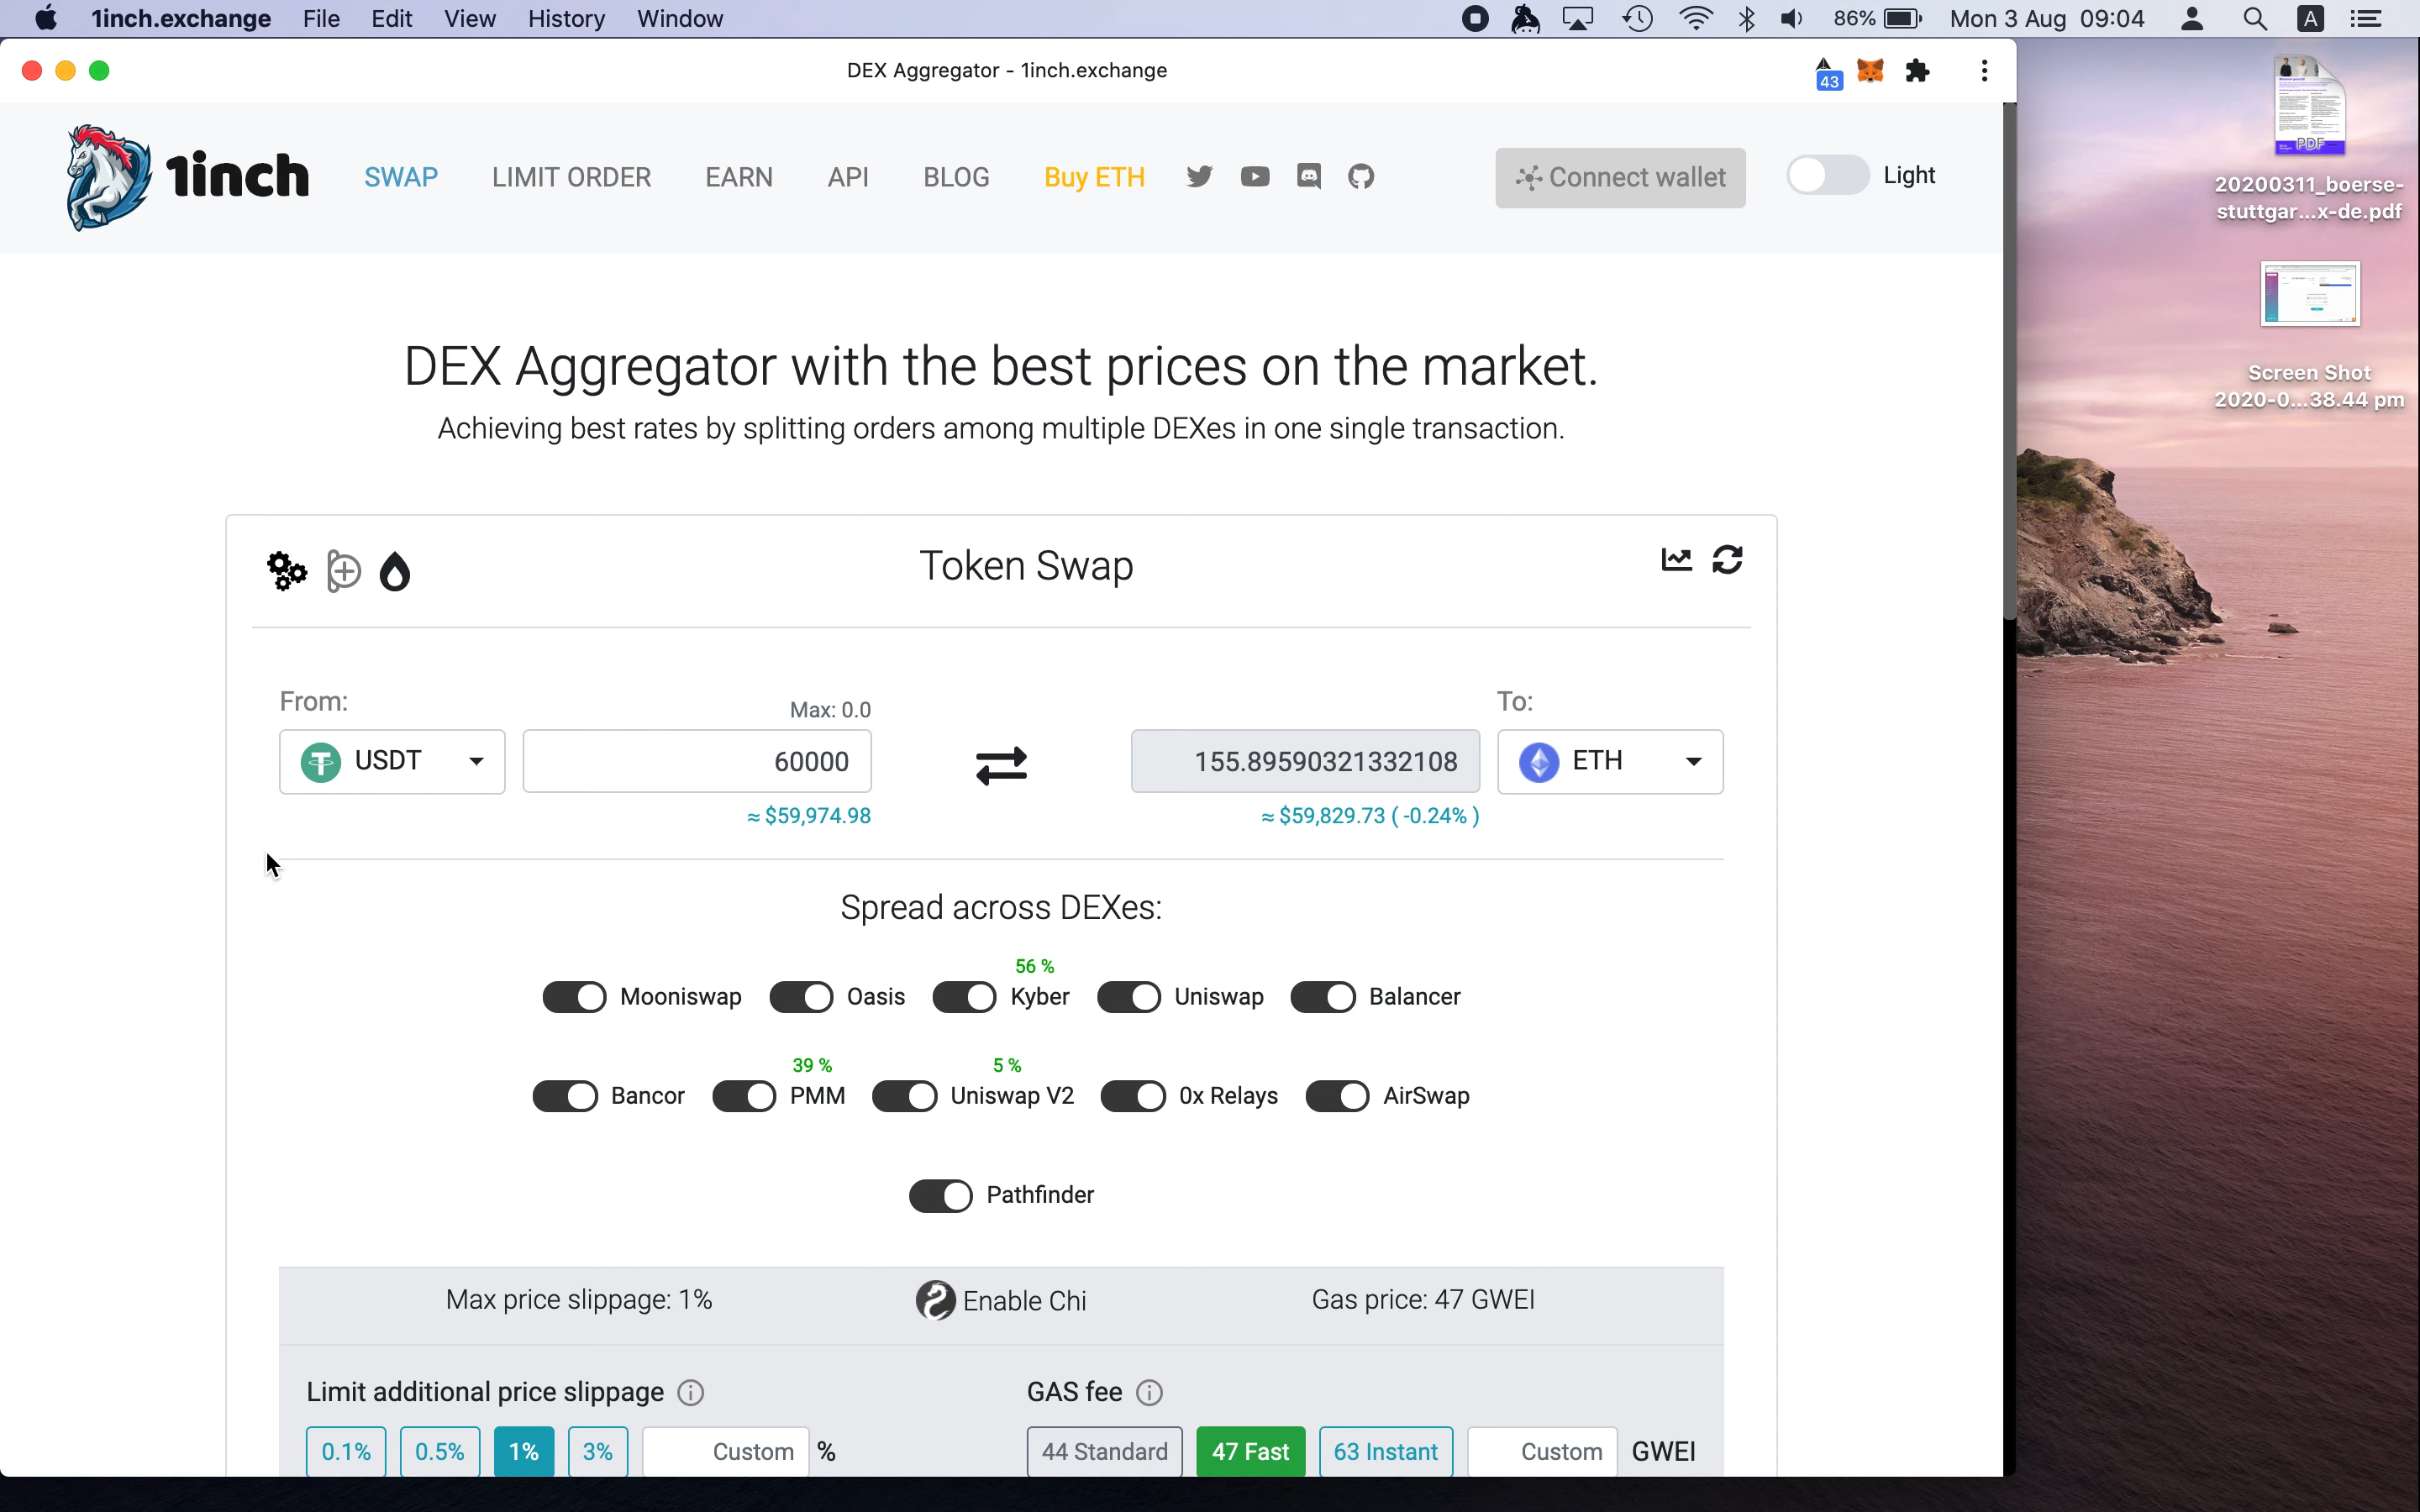 1inch.exchange File Edit View History Window 86% Mon 3 Aug 09:04 A
DEX Aggregator - 1inch.exchange
43
1inch SWAP LIMIT ORDER EARN API BLOG Buy ETH Connect wallet Light
PDF
20200311_boerse-
stuttgar...x-de.pdf
Screen Shot
2020-0...38.44 pm
DEX Aggregator with the best prices on the market.
Achieving best rates by splitting orders among multiple DEXes in one single transaction.
Token Swap
From: Max: 0.0 To:
USDT 60000 155.89590321332108 ETH
≈ $59,974.98 ≈ $59,829.73 ( -0.24% )
Spread across DEXes:
56 %
Mooniswap Oasis Kyber Uniswap Balancer
39 % 5 %
Bancor PMM Uniswap V2 0x Relays AirSwap
Pathfinder
Max price slippage: 1% Enable Chi Gas price: 47 GWEI
Limit additional price slippage GAS fee
0.1% 0.5% 1% 3% Custom % 44 Standard 47 Fast 63 Instant Custom GWEI